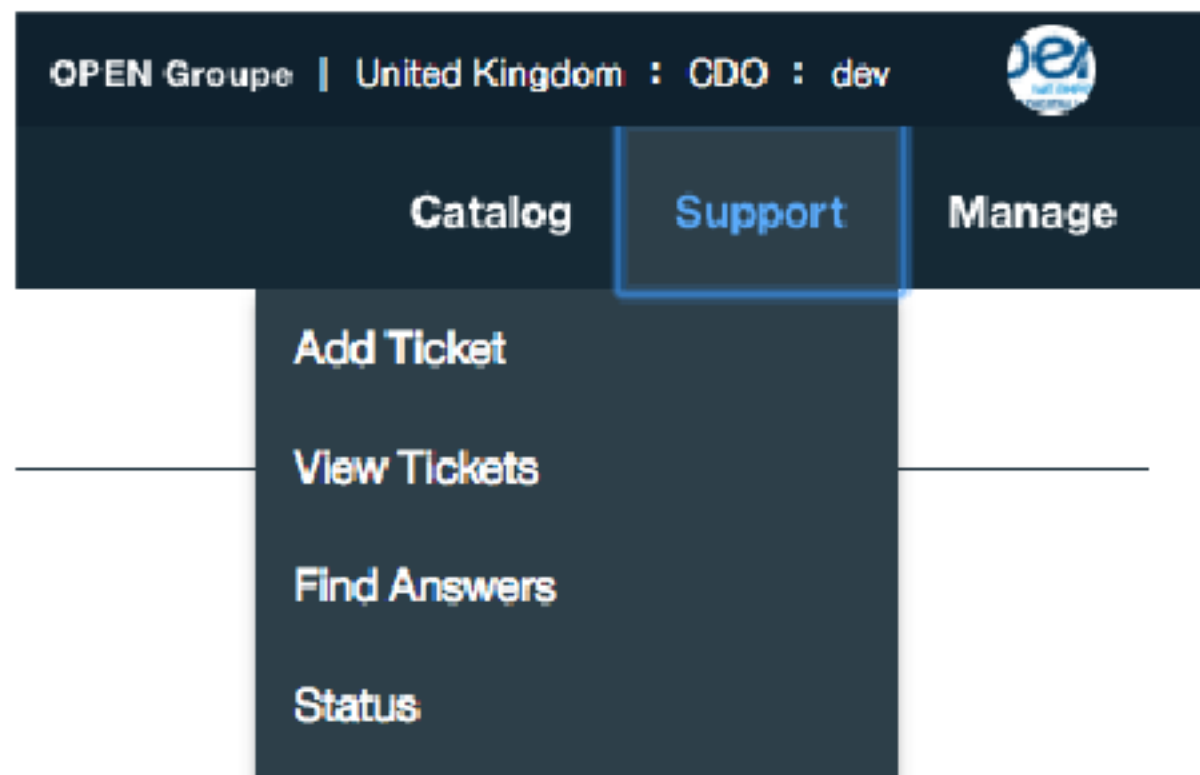 OPEN Groupe | United Kingdom : CDO : dev
Catalog Support Manage
Add Ticket
View Tickets
Find Answers
Status